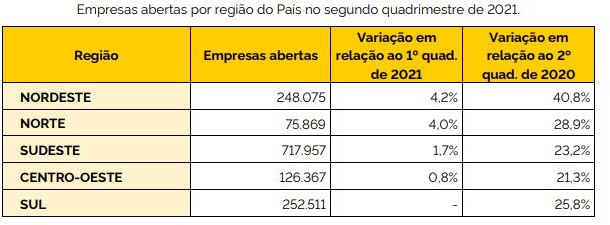 Empresas abertas por região do País no segundo quadrimestre de 2021.
Região Empresas abertas Variação em relação ao 1º quad. de 2021 Variação em relação ao 2º quad. de 2020
NORDESTE 248.075 4,2% 40,8%
NORTE 75.869 4,0% 28,9%
SUDESTE 717.957 1,7% 23,2%
CENTRO-OESTE 126.367 0,8% 21,3%
SUL 252.511 - 25,8%